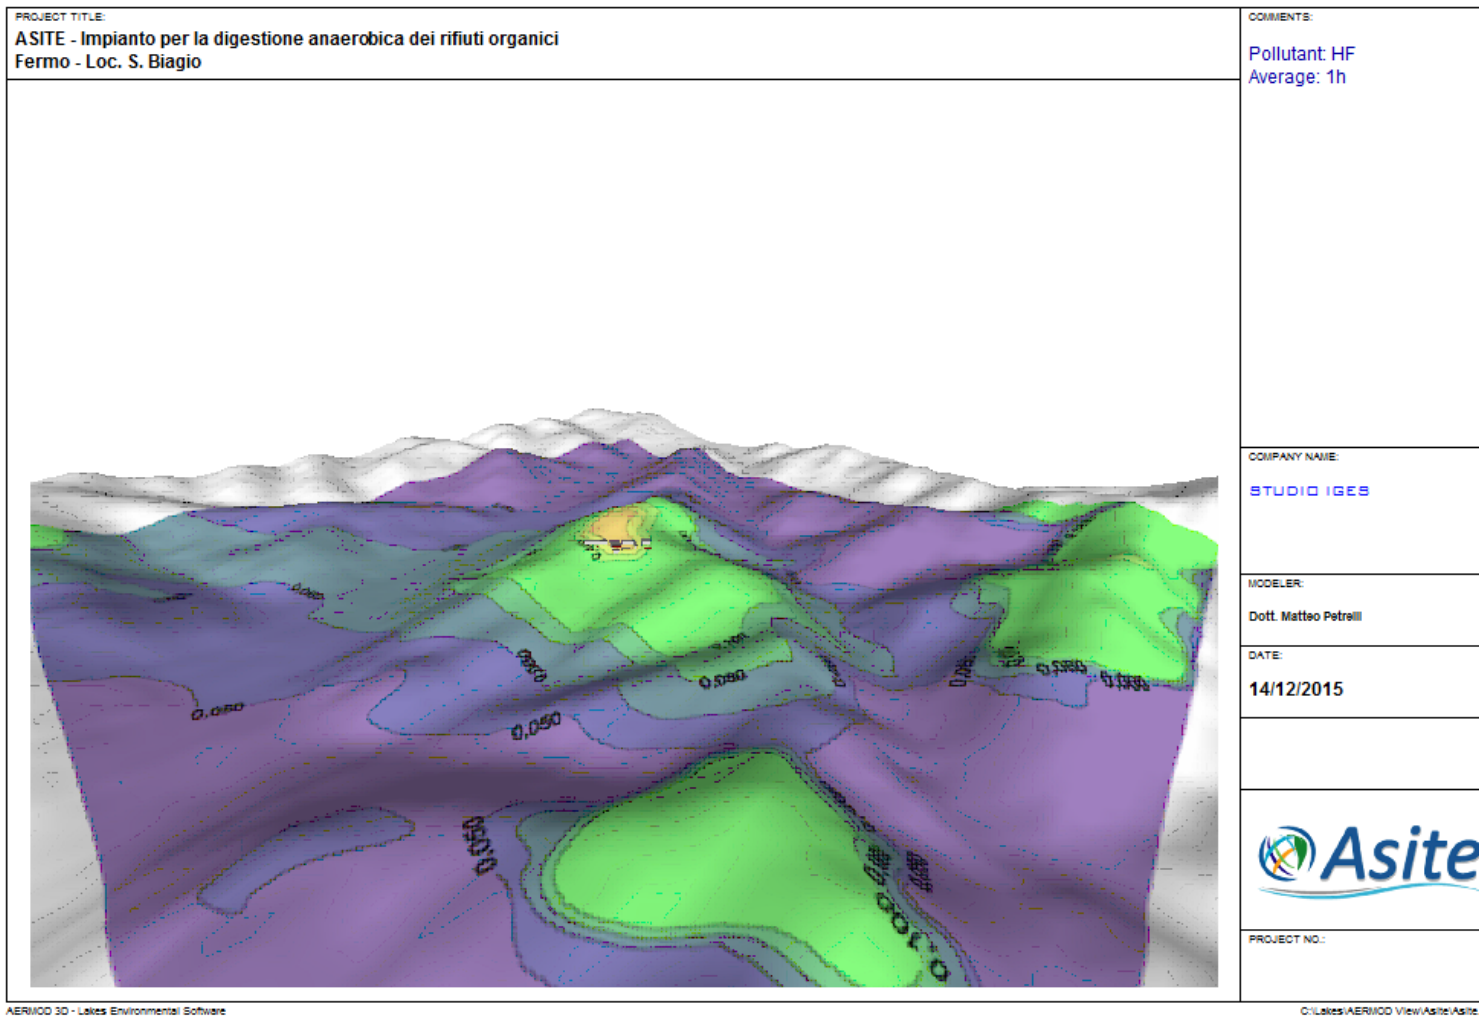 PROJECT TITLE:
ASITE - Impianto per la digestione anaerobica dei rifiuti organici
Fermo - Loc. S. Biagio
COMMENTS:
Pollutant: HF
Average: 1h
COMPANY NAME:
STUDIO IGES
MODELER:
Dott. Matteo Petrelli
DATE:
14/12/2015
Asite
PROJECT NO.:
0,050
0,050
0,080
0,050
0,100
AERMOD 3D - Lakes Environmental Software
C:\Lakes\AERMOD View\Asite\Asite